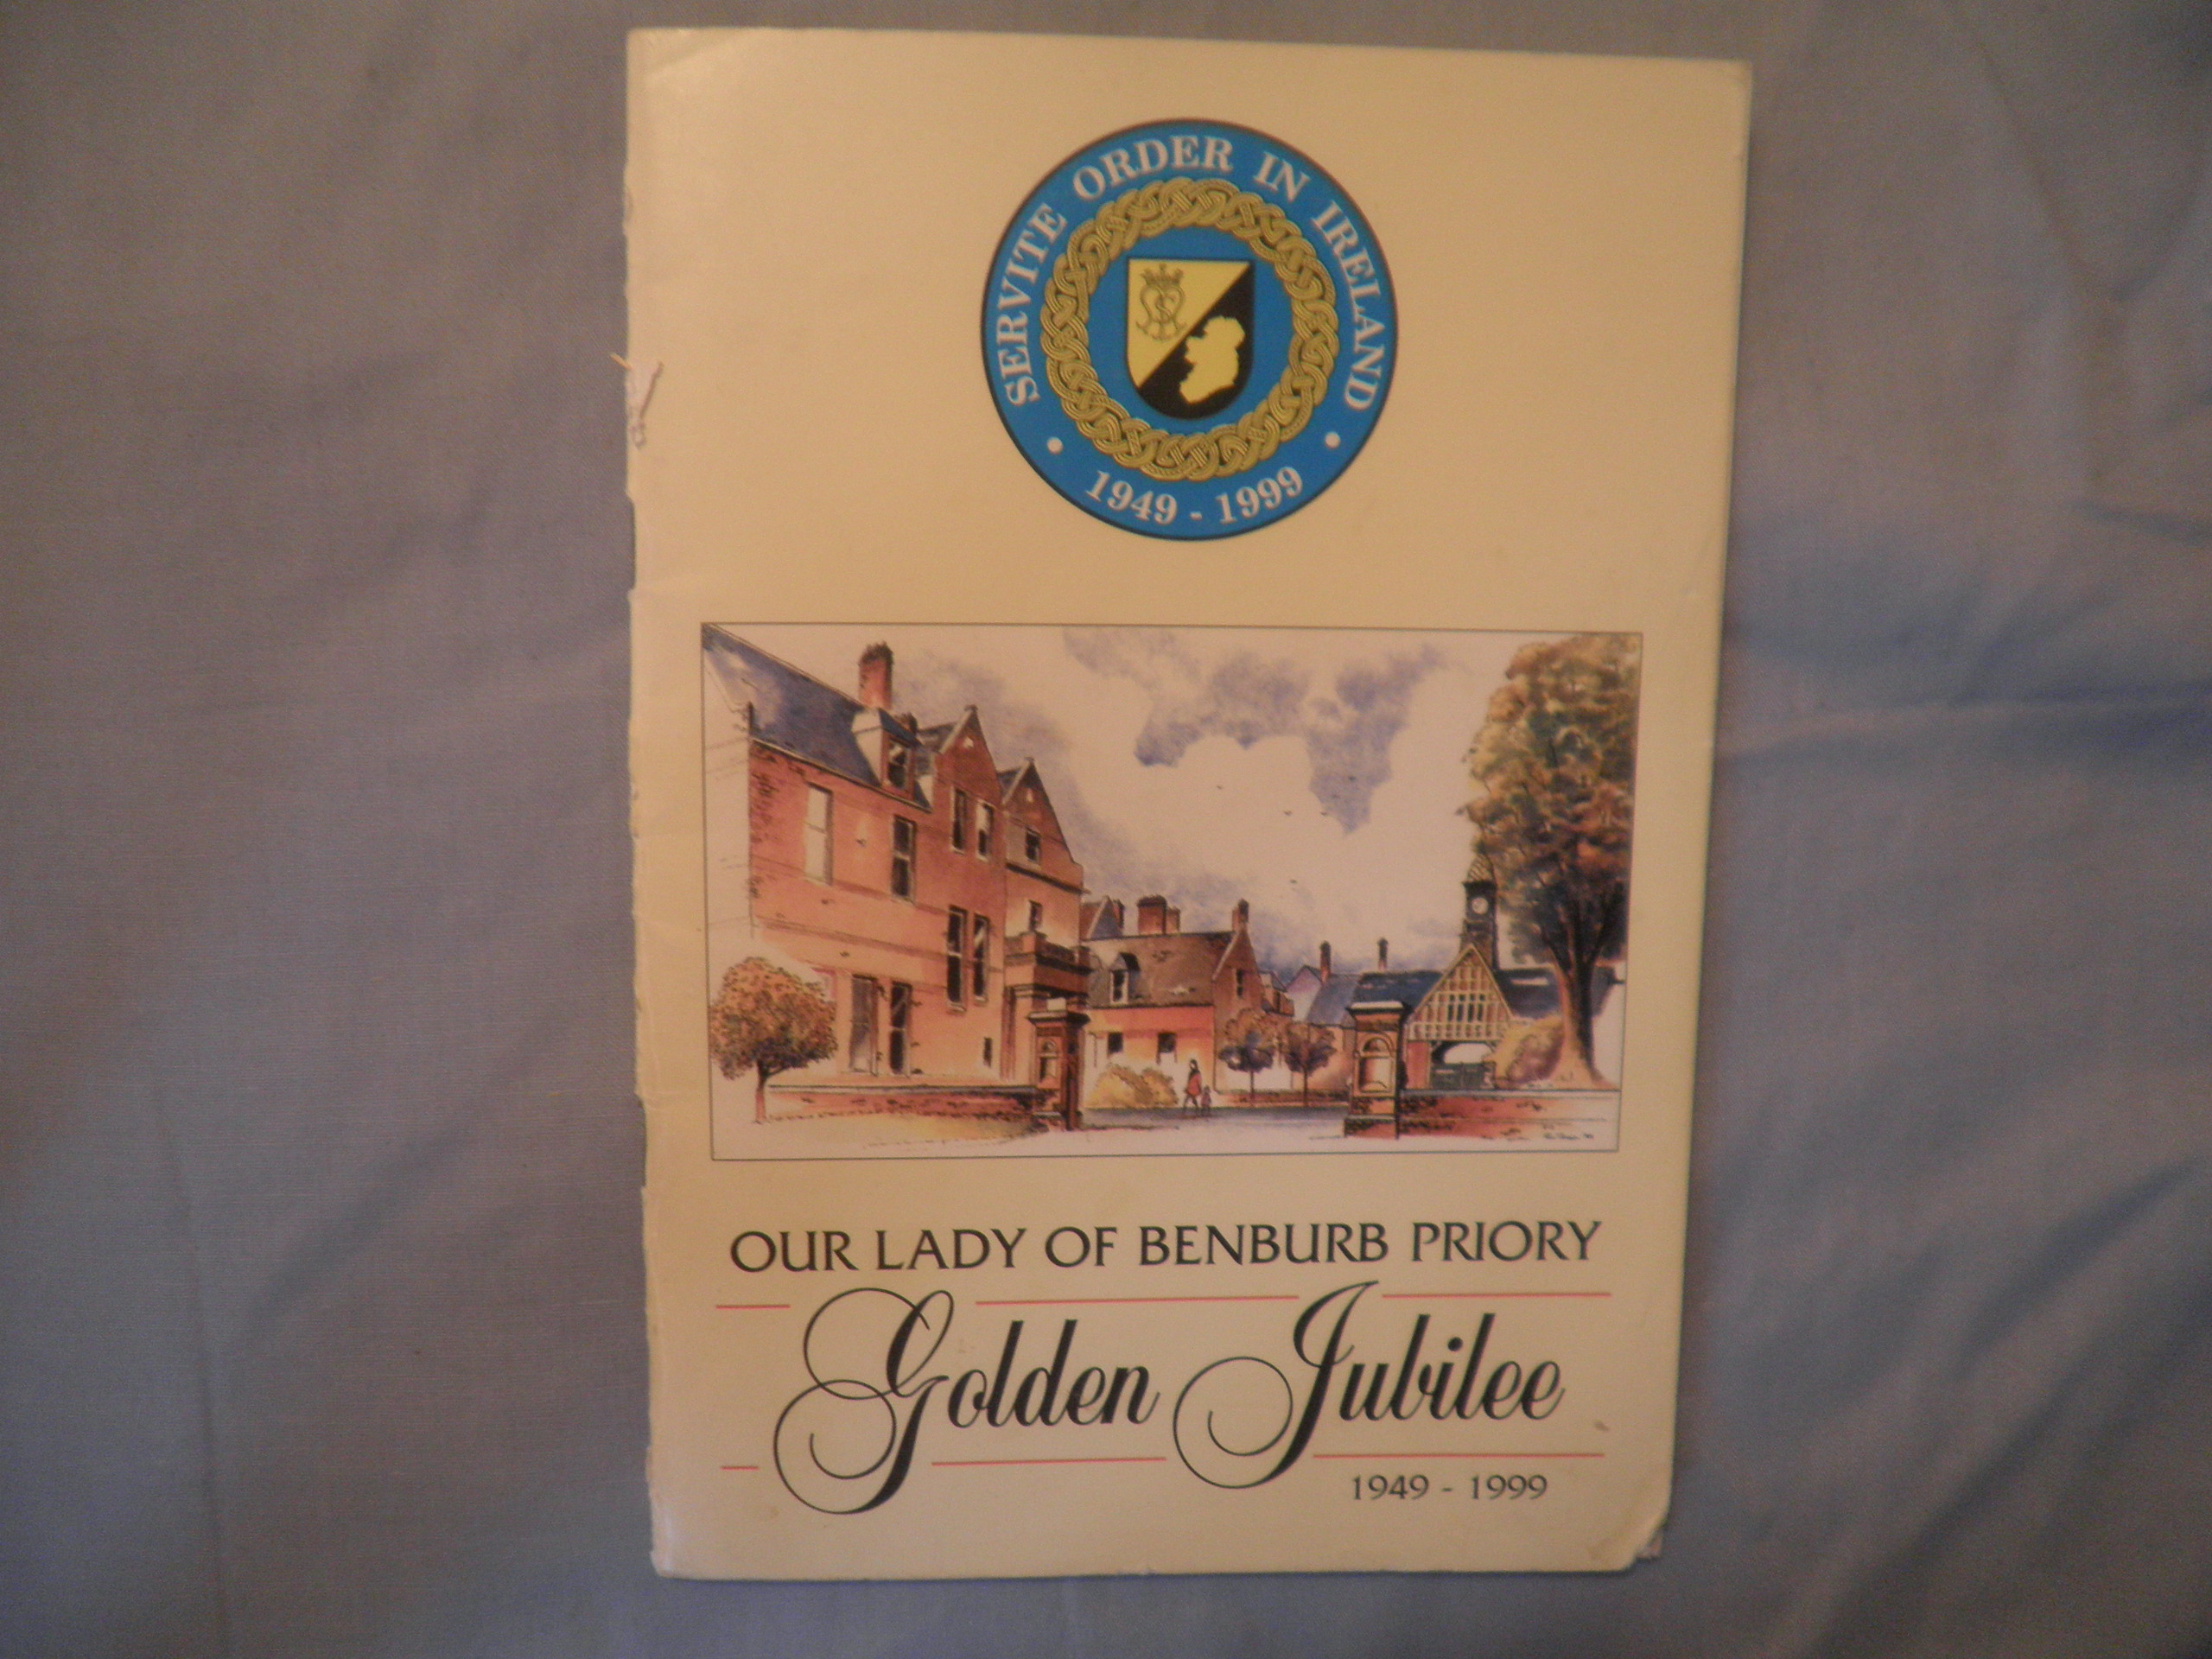 SERVITE ORDER IN IRELAND
• 1949 - 1999 •
OUR LADY OF BENBURB PRIORY
Golden Jubilee
1949 - 1999